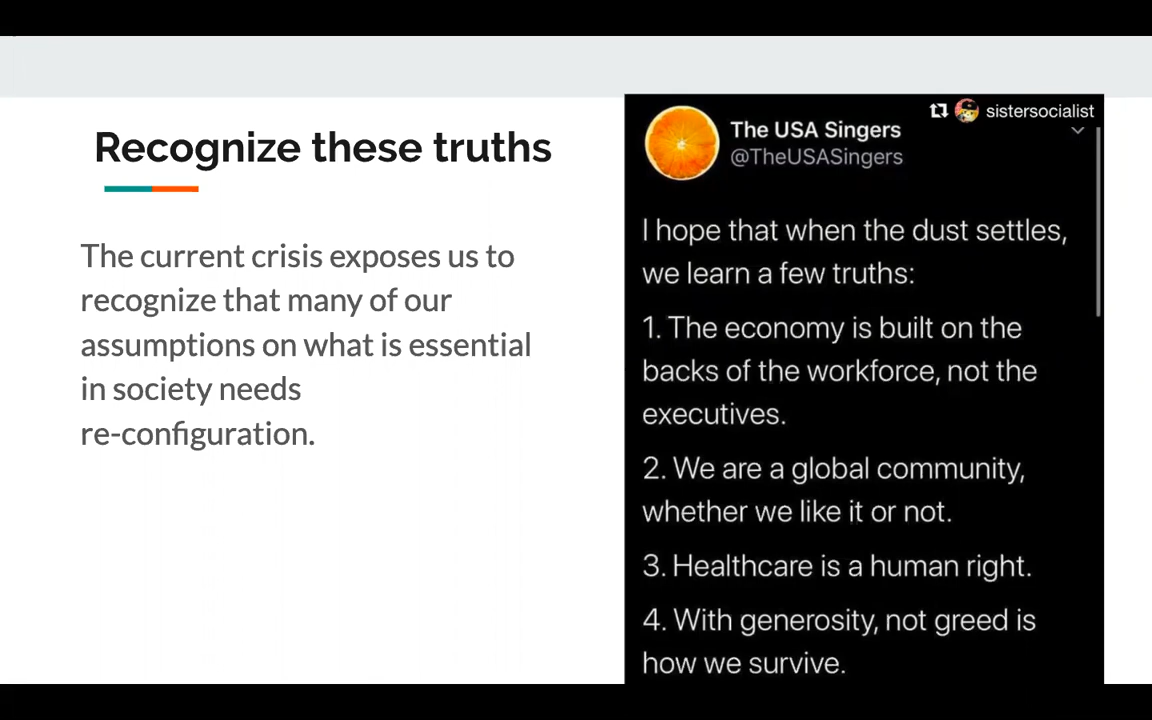 Recognize these truths
The current crisis exposes us to
recognize that many of our
assumptions on what is essential
in society needs
re-configuration.
sistersocialist
The USA Singers
@TheUSASingers
I hope that when the dust settles,
we learn a few truths:
1. The economy is built on the
backs of the workforce, not the
executives.
2. We are a global community,
whether we like it or not.
3. Healthcare is a human right.
4. With generosity, not greed is
how we survive.